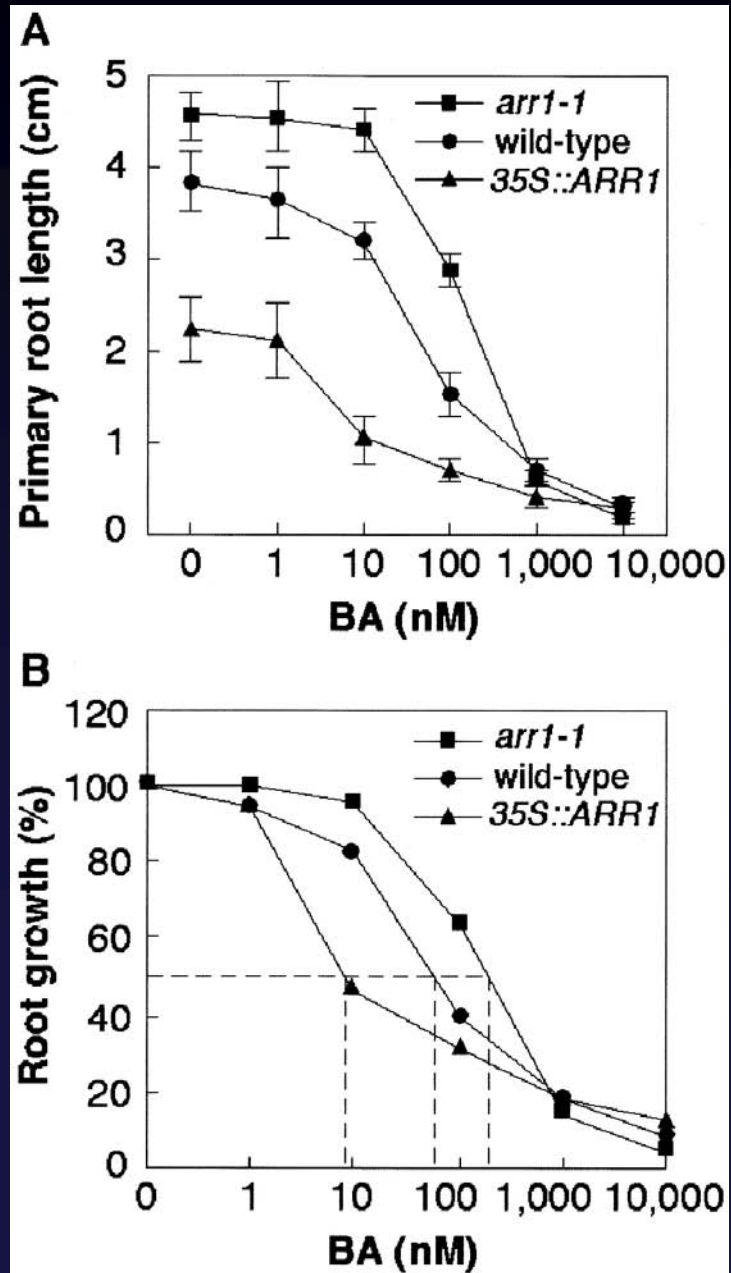 A
Primary root length (cm)
5
4
3
2
1
0
arr1-1
wild-type
35S::ARR1
0 1 10 100 1,000 10,000
BA (nM)
B
Root growth (%)
120
100
80
60
40
20
0
arr1-1
wild-type
35S::ARR1
0 1 10 100 1,000 10,000
BA (nM)